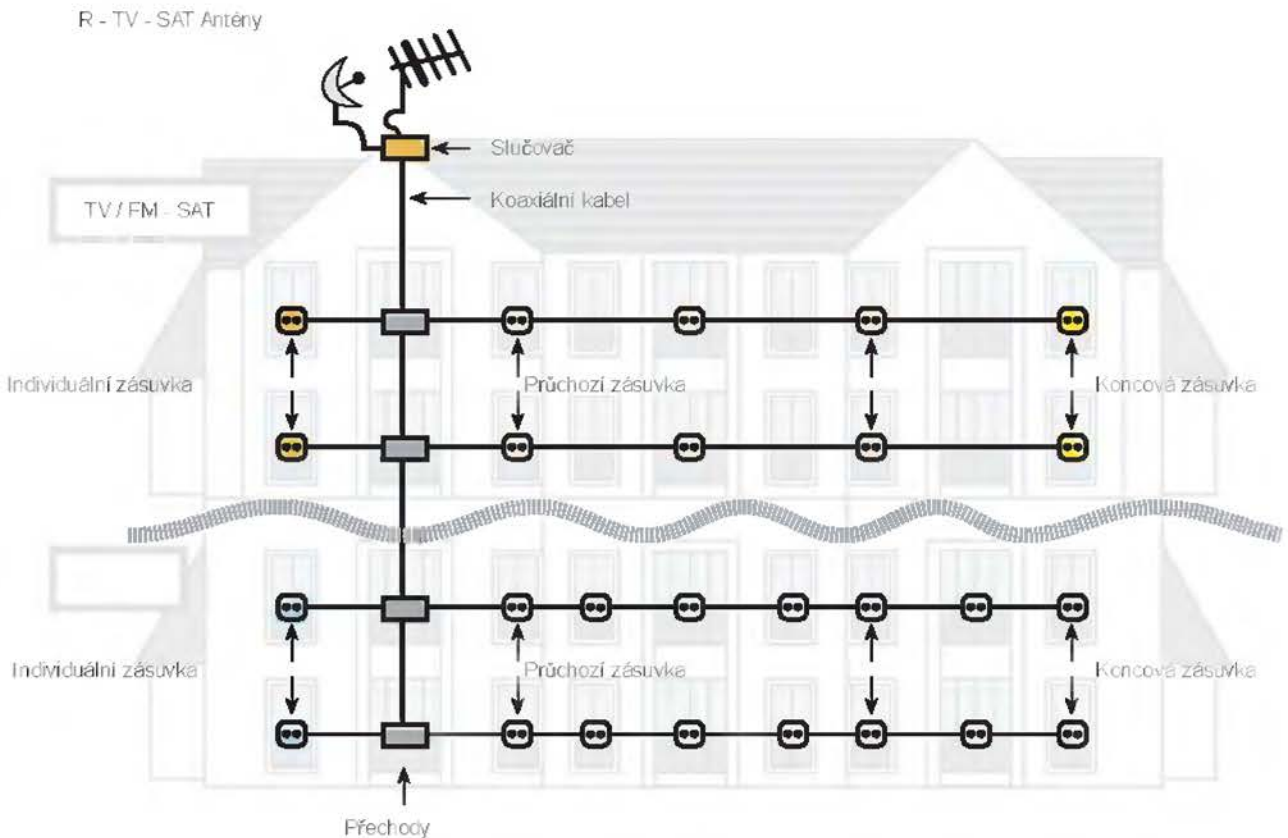 R - TV - SAT Antény
Slučovač
TV / FM - SAT
Koaxiální kabel
Individuální zásuvka
Průchozí zásuvka
Koncová zásuvka
Individuální zásuvka
Průchozí zásuvka
Koncová zásuvka
Přechody